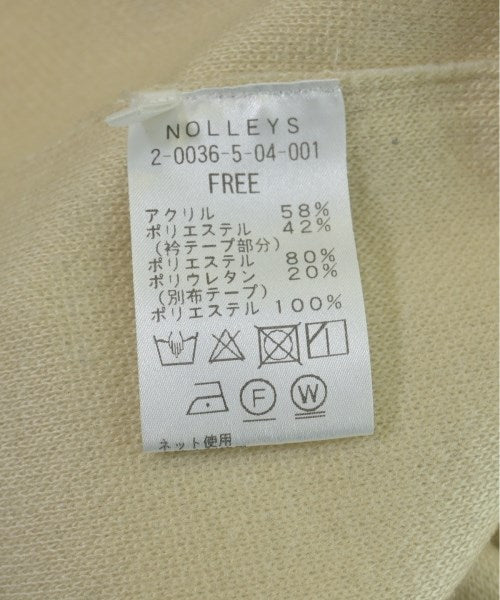 NOLLEYS
2-0036-5-04-001
FREE
アクリル 58%
ポリエステル 42%
(衿テープ部分)
ポリエステル 80%
ポリウレタン 20%
(別布テープ)
ポリエステル 100%
F W
ネット使用